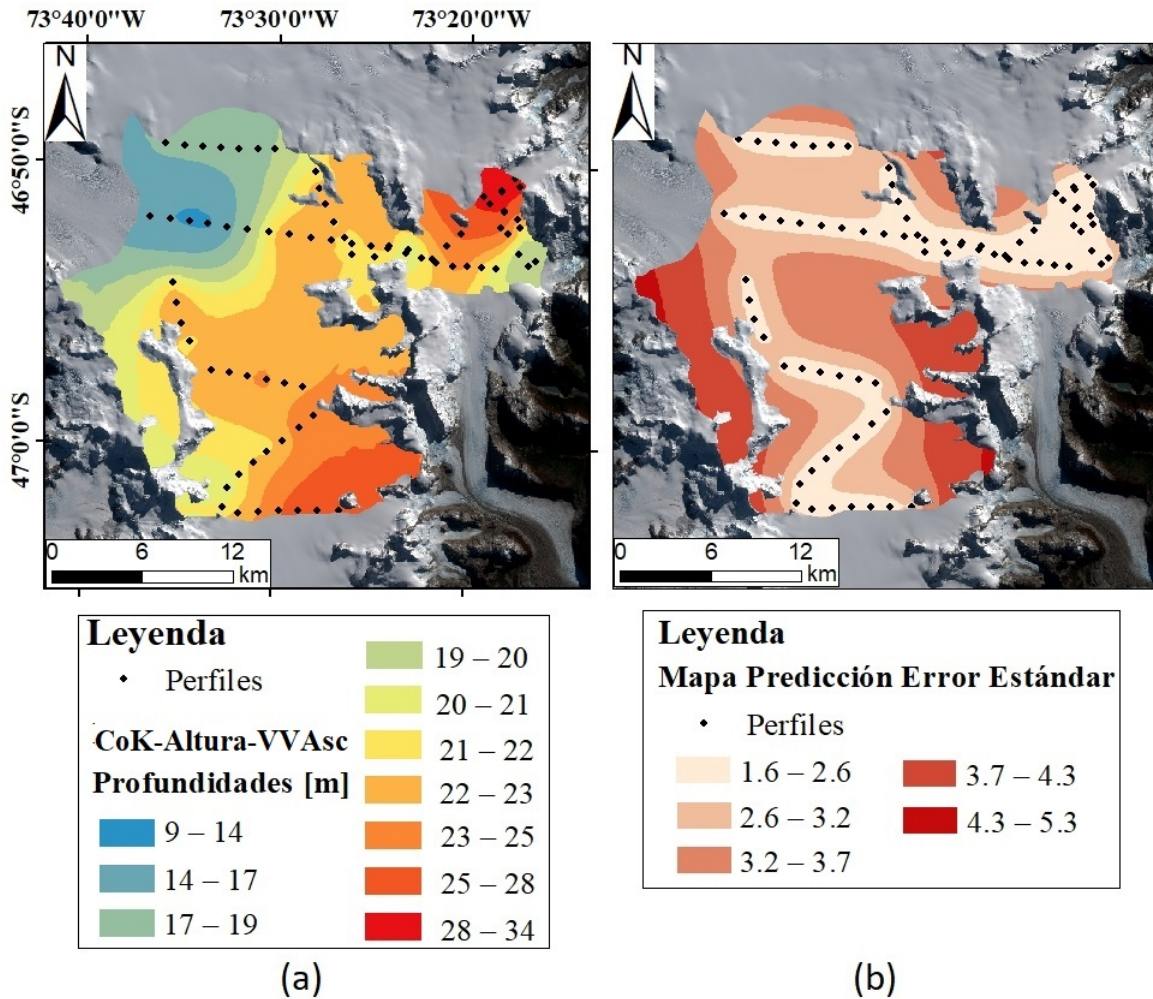 73°40'0"W 73°30'0"W 73°20'0"W
N
N
46°50'0"S
47°0'0"S
0 6 12
km
0 6 12
km
Leyenda
Perfiles
CoK-Altura-VVAsc
Profundidades [m]
9 – 14
14 – 17
17 – 19
19 – 20
20 – 21
21 – 22
22 – 23
23 – 25
25 – 28
28 – 34
Leyenda
Mapa Predicción Error Estándar
Perfiles
1.6 – 2.6
2.6 – 3.2
3.2 – 3.7
3.7 – 4.3
4.3 – 5.3
(a)
(b)